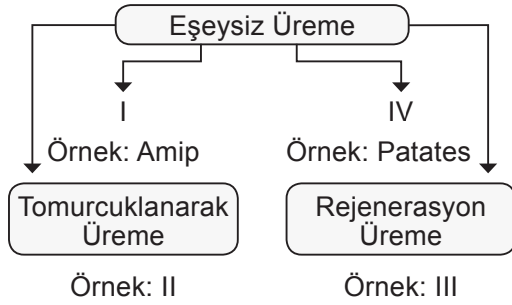 Eşeysiz Üreme
I
IV
Örnek: Amip
Örnek: Patates
Tomurcuklanarak
Üreme
Rejenerasyon
Üreme
Örnek: II
Örnek: III